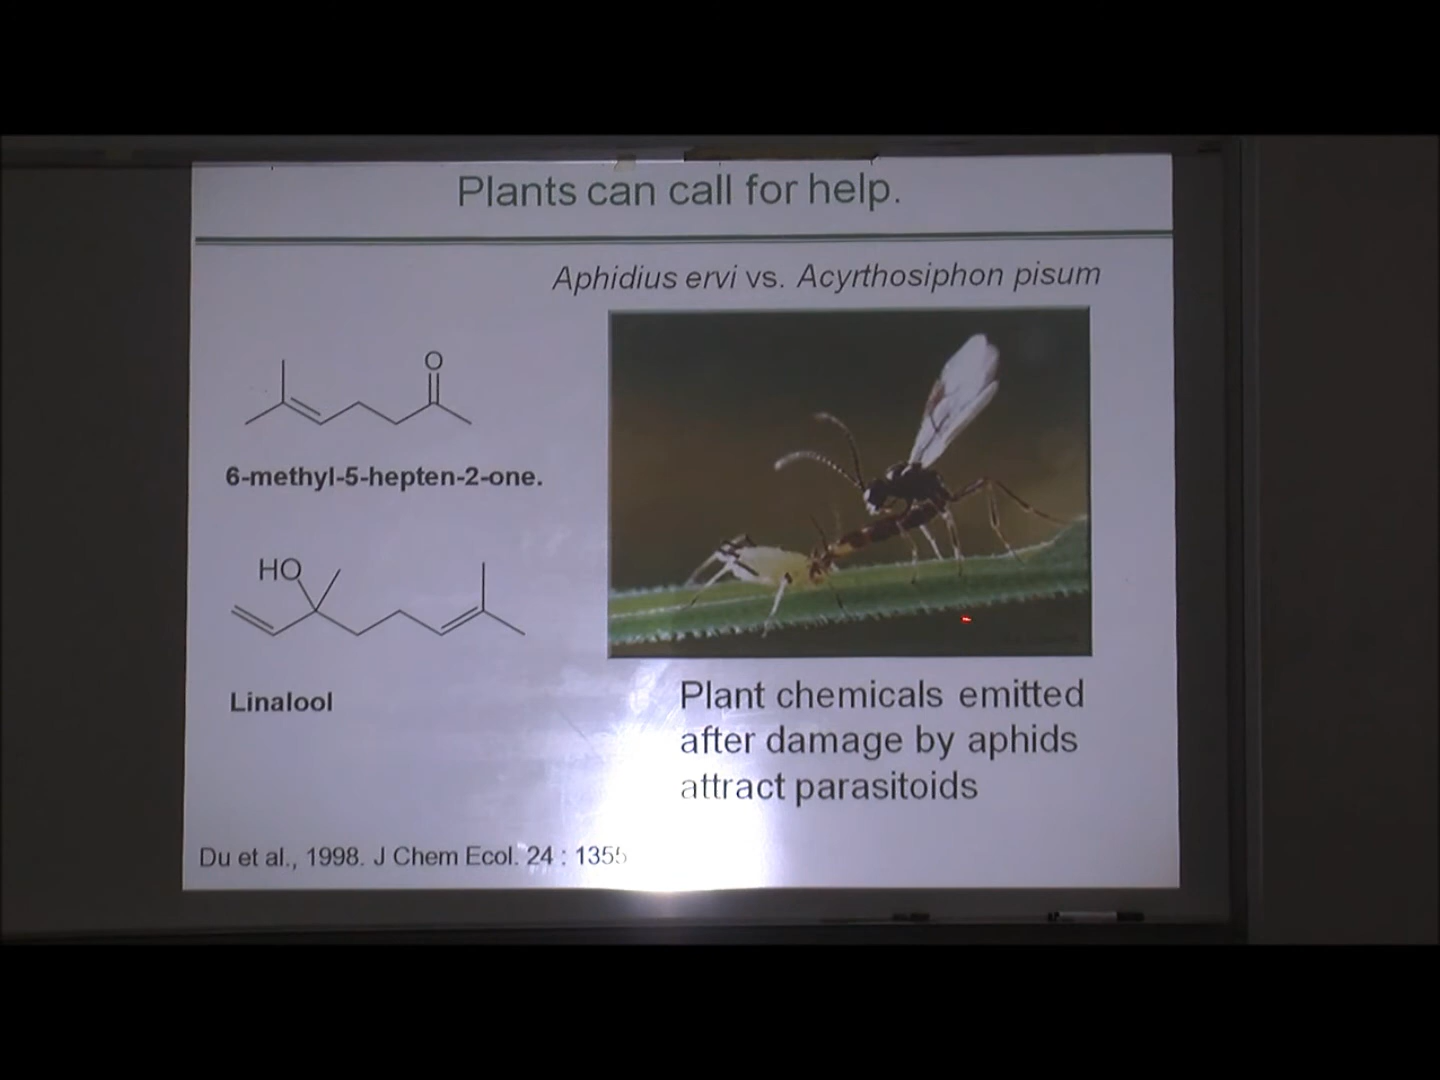 Plants can call for help.
Aphidius ervi vs. Acyrthosiphon pisum
O
6-methyl-5-hepten-2-one.
HO
Linalool
Plant chemicals emitted
after damage by aphids
attract parasitoids
Du et al., 1998. J Chem Ecol. 24 : 1355